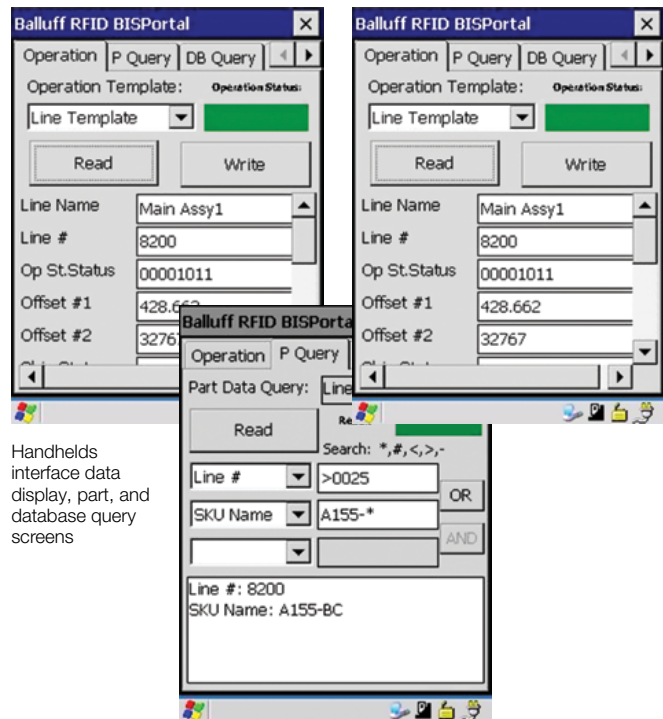 Balluff RFID BISPortal
Operation P Query DB Query
Operation Template: Operation Status:
Line Template
Read Write
Line Name Main Assy1
Line # 8200
Op St.Status 00001011
Offset #1 428.662
Offset #2 32767
Balluff RFID BISPortal
Operation P Query DB Query
Operation Template: Operation Status:
Line Template
Read Write
Line Name Main Assy1
Line # 8200
Op St.Status 00001011
Offset #1 428.662
Offset #2 32767
Handhelds
interface data
display, part, and
database query
screens
Balluff RFID BISPorta
Operation P Query
Part Data Query: Line
Read
Search: *,#,<,>,-
Line # >0025
OR
SKU Name A155-*
AND
Line #: 8200
SKU Name: A155-BC